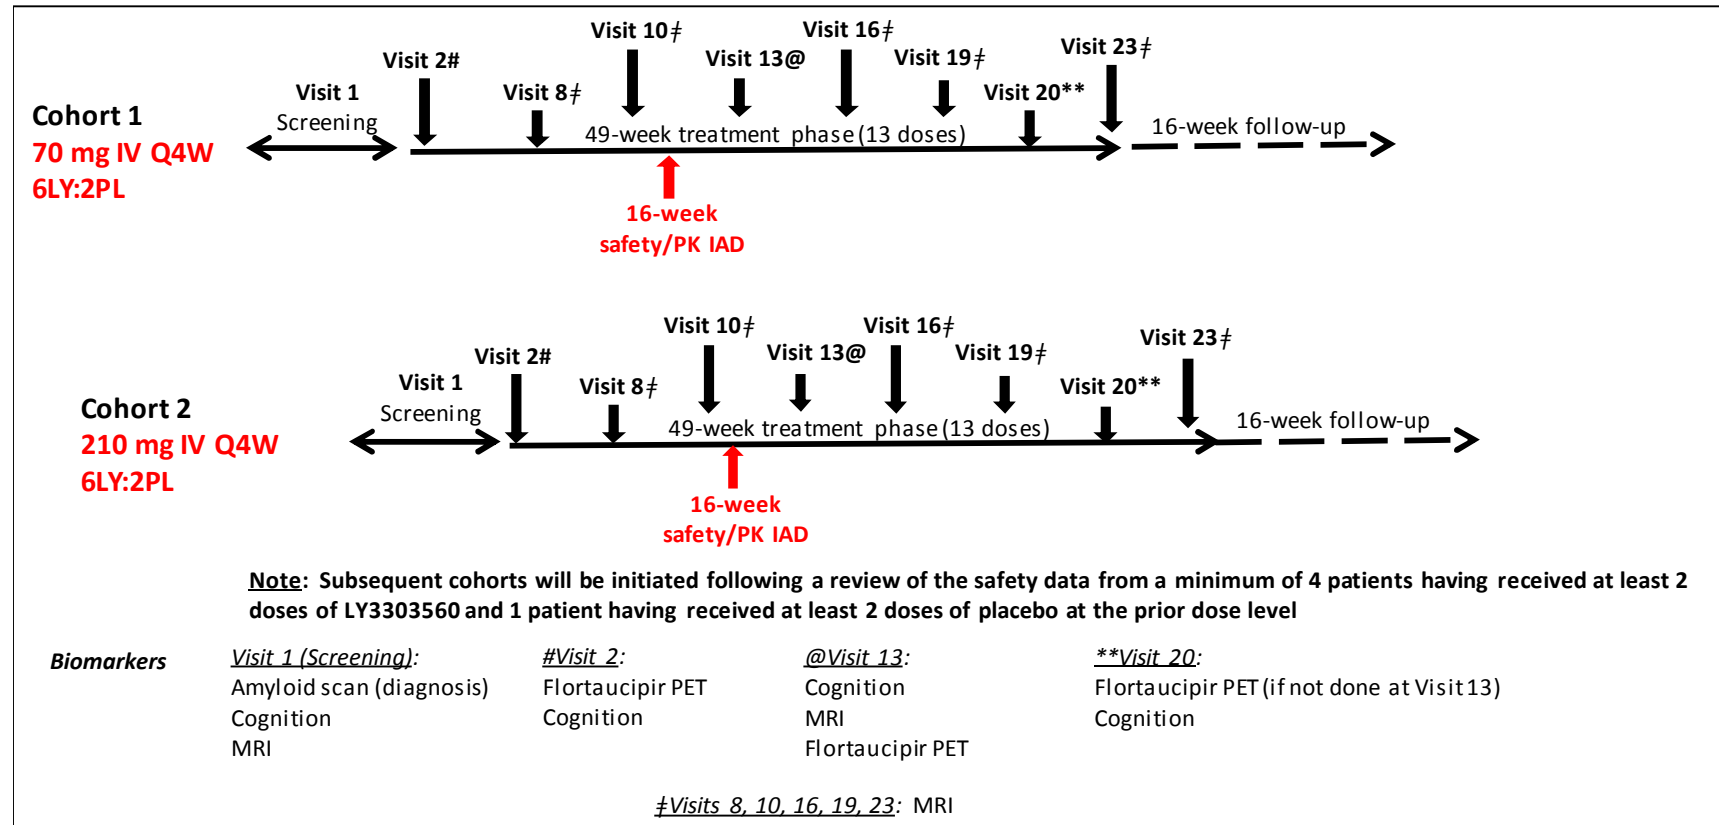 Cohort 1
70 mg IV Q4W
6LY:2PL
Visit 1
Screening
Visit 2#
Visit 8ǂ
Visit 10ǂ
Visit 13@
Visit 16ǂ
Visit 19ǂ
Visit 20**
Visit 23ǂ
49-week treatment phase (13 doses)
16-week follow-up
16-week
safety/PK IAD
Cohort 2
210 mg IV Q4W
6LY:2PL
Visit 1
Screening
Visit 2#
Visit 8ǂ
Visit 10ǂ
Visit 13@
Visit 16ǂ
Visit 19ǂ
Visit 20**
Visit 23ǂ
49-week treatment phase (13 doses)
16-week follow-up
16-week
safety/PK IAD
Note: Subsequent cohorts will be initiated following a review of the safety data from a minimum of 4 patients having received at least 2
doses of LY3303560 and 1 patient having received at least 2 doses of placebo at the prior dose level
Biomarkers
Visit 1 (Screening):
Amyloid scan (diagnosis)
Cognition
MRI
#Visit 2:
Flortaucipir PET
Cognition
@Visit 13:
Cognition
MRI
Flortaucipir PET
**Visit 20:
Flortaucipir PET (if not done at Visit 13)
Cognition
ǂVisits 8, 10, 16, 19, 23: MRI